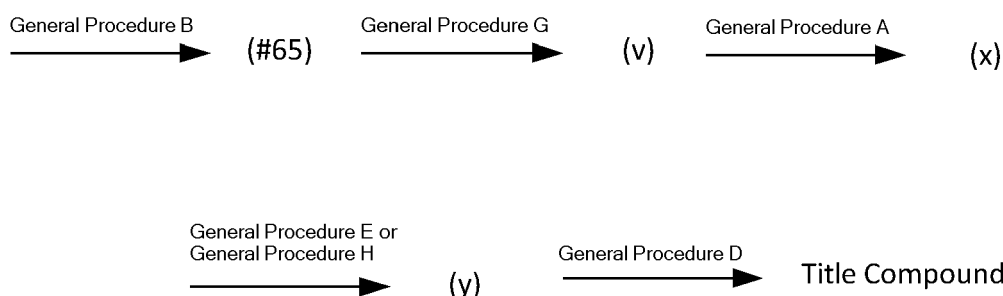 General Procedure B
(#65)
General Procedure G
(v)
General Procedure A
(x)
General Procedure E or
General Procedure H
(y)
General Procedure D
Title Compound